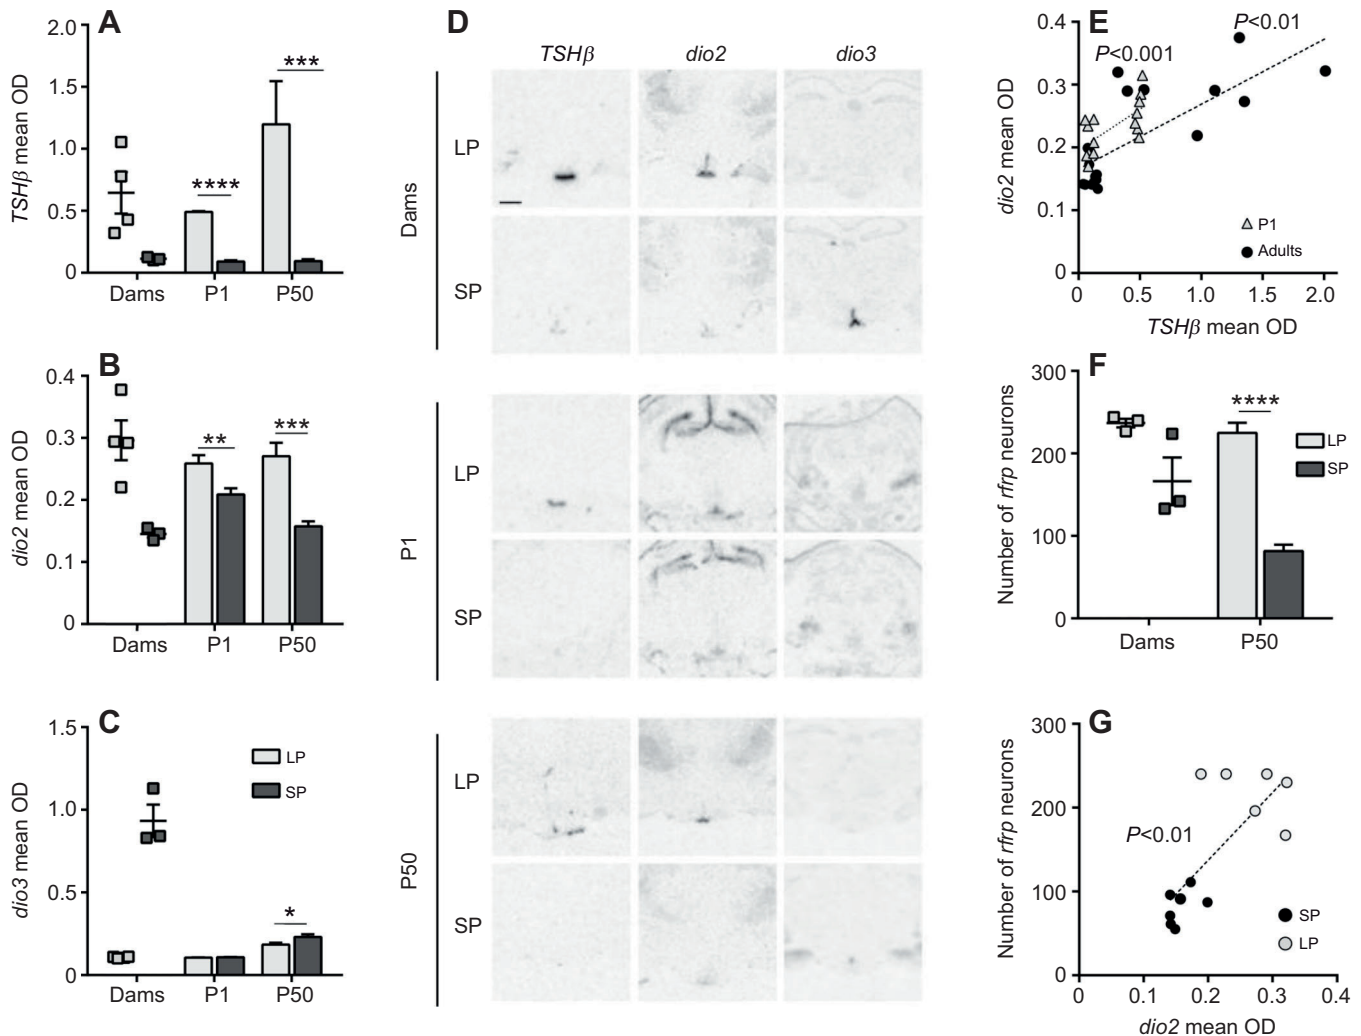 A
TSHβ mean OD
2.0
1.5
1.0
0.5
0
****
***
Dams
P1
P50
B
dio2 mean OD
0.4
0.3
0.2
0.1
0
**
***
Dams
P1
P50
C
dio3 mean OD
1.5
1.0
0.5
0
LP
SP
*
Dams
P1
P50
D
TSHβ
dio2
dio3
Dams
LP
SP
P1
LP
SP
P50
LP
SP
E
dio2 mean OD
0.4
0.3
0.2
0.1
0
P<0.001
P<0.01
P1
Adults
0
0.5
1.0
1.5
2.0
TSHβ mean OD
F
Number of rfrp neurons
300
200
100
0
****
LP
SP
Dams
P50
G
Number of rfrp neurons
300
200
100
0
P<0.01
SP
LP
0
0.1
0.2
0.3
0.4
dio2 mean OD